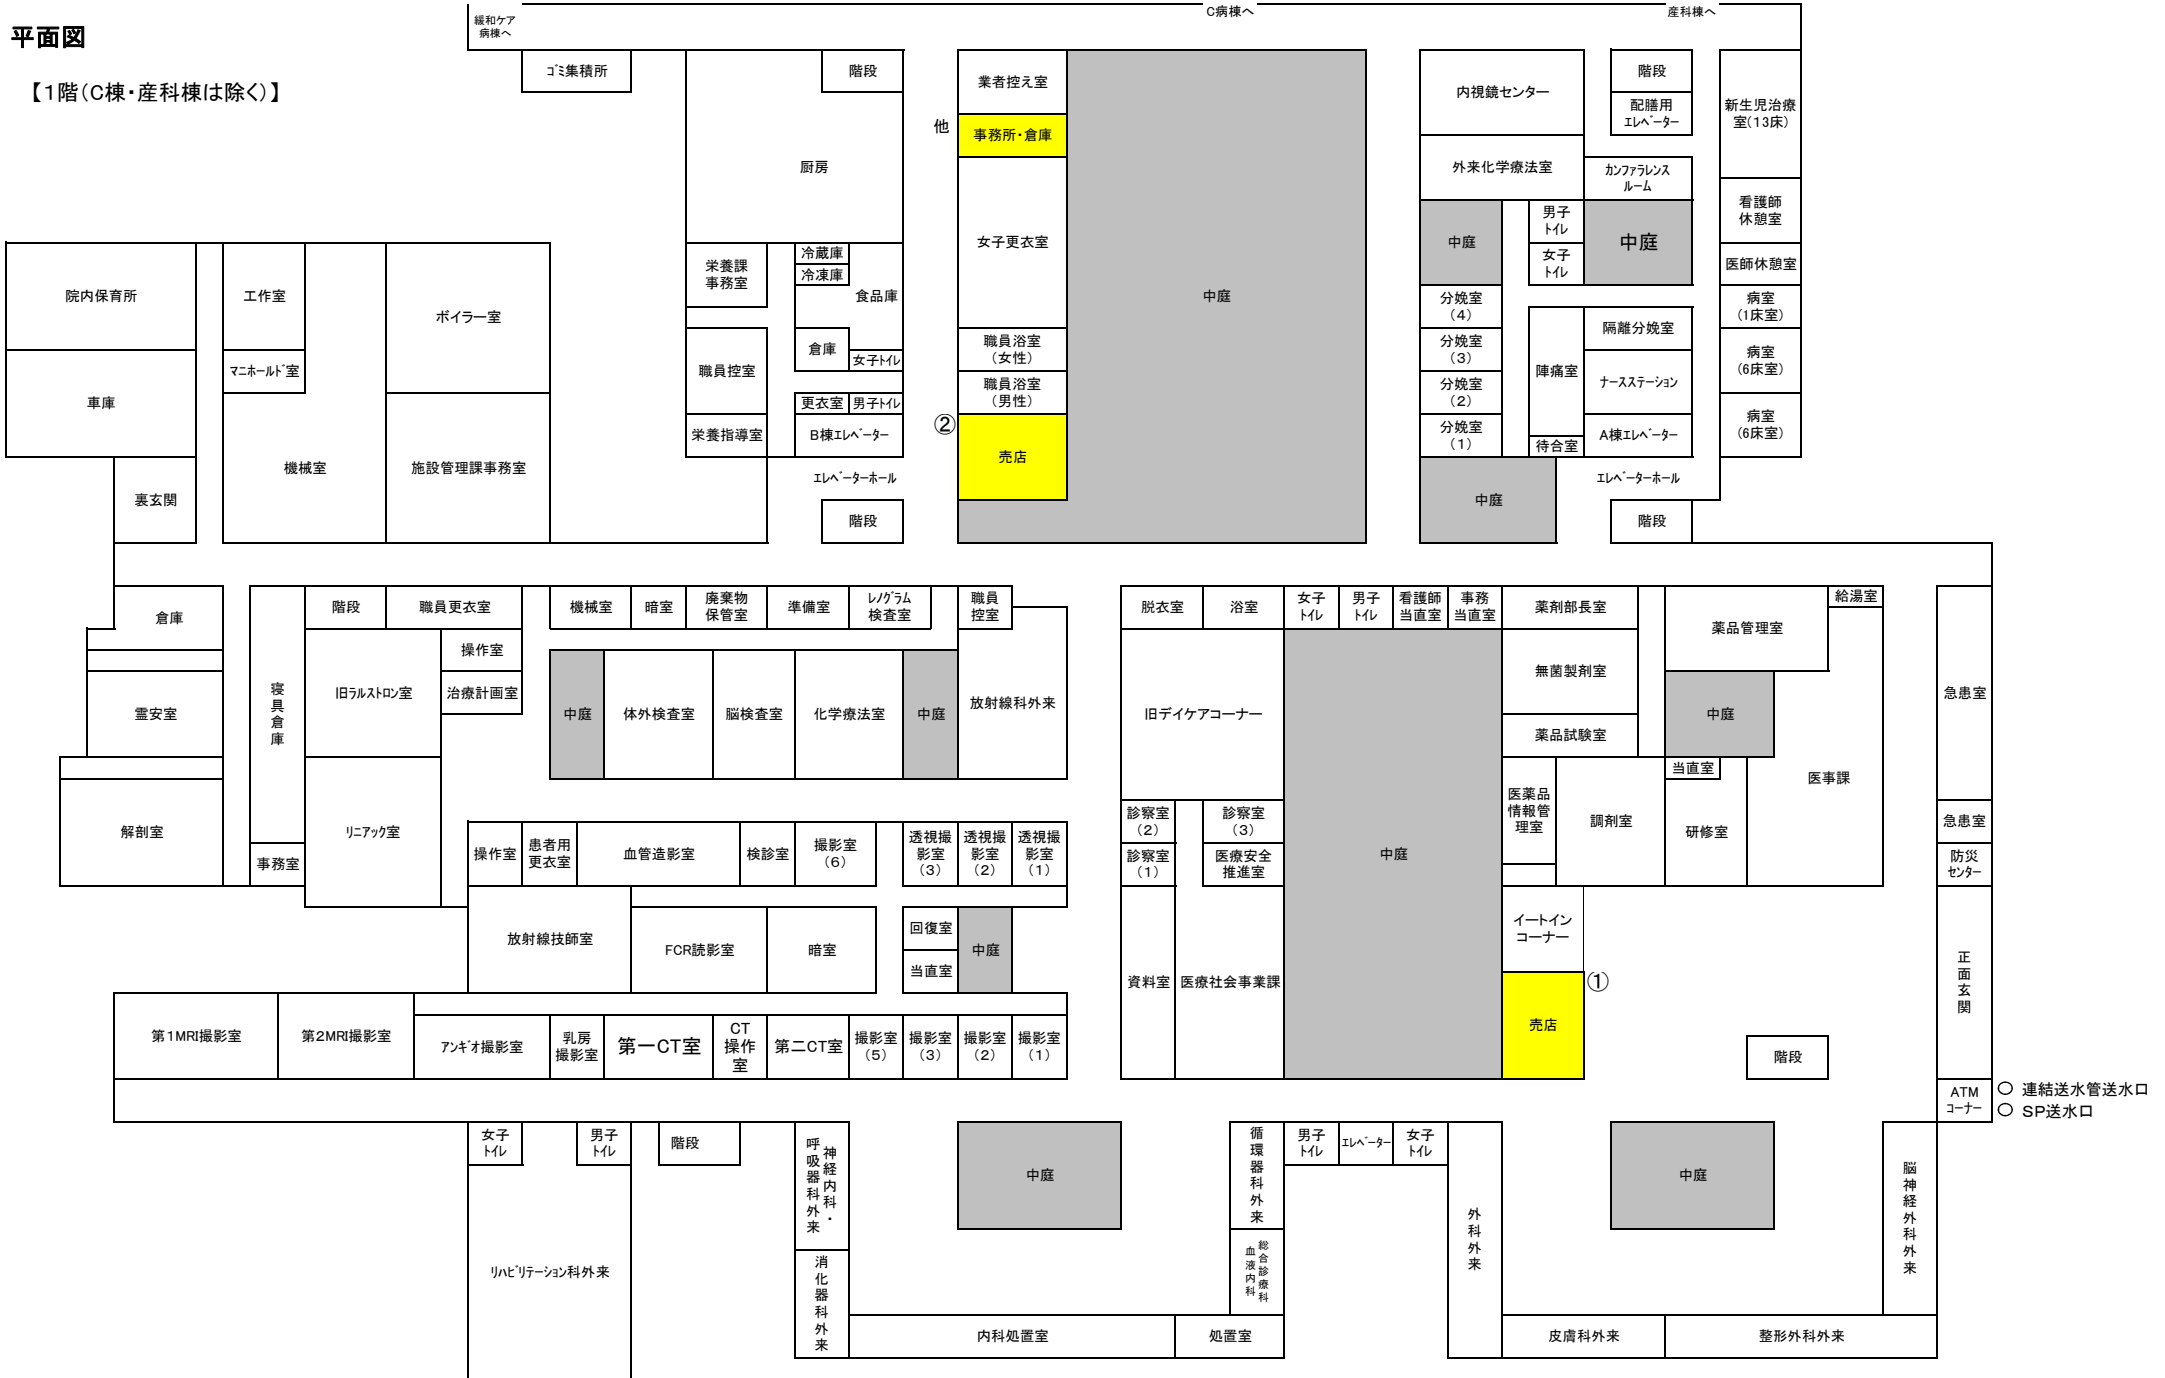 平面図
【1階(C棟・産科棟は除く)】
緩和ケア
病棟へ
C病棟へ
産科棟へ
ゴミ集積所
階段
厨房
業者控え室
他
事務所・倉庫
女子更衣室
中庭
内視鏡センター
外来化学療法室
階段
配膳用
エレベーター
カンファラレンス
ルーム
新生児治療
室(13床)
看護師
休憩室
医師休憩室
中庭
男子
トイレ
女子
トイレ
中庭
院内保育所
工作室
ボイラー室
マニホールド室
車庫
機械室
施設管理課事務室
裏玄関
栄養課
事務室
冷蔵庫
冷凍庫
食品庫
倉庫
女子トイレ
職員控室
更衣室
男子トイレ
栄養指導室
B棟エレベーター
エレベーターホール
階段
職員浴室
(女性)
職員浴室
(男性)
②
売店
分娩室
(4)
分娩室
(3)
分娩室
(2)
分娩室
(1)
陣痛室
待合室
隔離分娩室
ナースステーション
A棟エレベーター
病室
(1床室)
病室
(6床室)
病室
(6床室)
中庭
エレベーターホール
階段
倉庫
霊安室
解剖室
寝具倉庫
事務室
階段
職員更衣室
旧ラルストロン室
操作室
治療計画室
リニアック室
機械室
暗室
廃棄物
保管室
準備室
レノグラム
検査室
職員
控室
中庭
体外検査室
脳検査室
化学療法室
中庭
放射線科外来
脱衣室
浴室
女子
トイレ
男子
トイレ
看護師
当直室
事務
当直室
薬剤部長室
薬品管理室
給湯室
旧デイケアコーナー
無菌製剤室
薬品試験室
中庭
急患室
診察室
(2)
診察室
(3)
診察室
(1)
医療安全
推進室
中庭
医薬品
情報管
理室
調剤室
当直室
研修室
医事課
急患室
防災
センター
操作室
患者用
更衣室
血管造影室
検診室
撮影室
(6)
透視撮
影室
(3)
透視撮
影室
(2)
透視撮
影室
(1)
放射線技師室
FCR読影室
暗室
回復室
当直室
中庭
資料室
医療社会事業課
イートイン
コーナー
①
売店
階段
正面玄関
第1MRI撮影室
第2MRI撮影室
アンギオ撮影室
乳房
撮影室
第一CT室
CT
操作
室
第二CT室
撮影室
(5)
撮影室
(3)
撮影室
(2)
撮影室
(1)
ATM
コーナー
○ 連結送水管送水口
○ SP送水口
女子
トイレ
男子
トイレ
階段
リハビリテーション科外来
神経内科・
呼吸器科外来
消化器科外来
中庭
内科処置室
処置室
循環器科外来
総合診療科
血液内科
男子
トイレ
エレベーター
女子
トイレ
外科外来
中庭
皮膚科外来
整形外科外来
脳神経外科外来